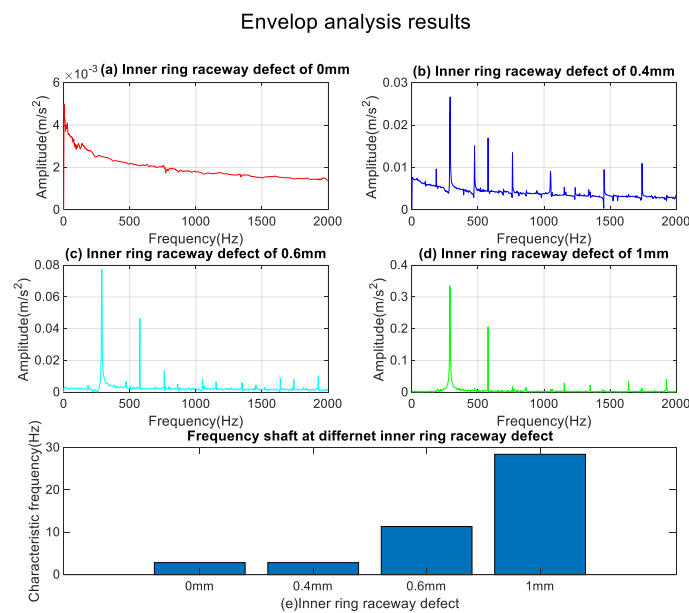 Envelop analysis results
(a) Inner ring raceway defect of 0mm
×10-3
6
4
2
0
Amplitude(m/s2)
0 500 1000 1500 2000
Frequency(Hz)
(b) Inner ring raceway defect of 0.4mm
0.03
0.02
0.01
0
Amplitude(m/s2)
0 500 1000 1500 2000
Frequency(Hz)
(c) Inner ring raceway defect of 0.6mm
0.08
0.06
0.04
0.02
0
Amplitude(m/s2)
0 500 1000 1500 2000
Frequency(Hz)
(d) Inner ring raceway defect of 1mm
0.4
0.3
0.2
0.1
0
Amplitude(m/s2)
0 500 1000 1500 2000
Frequency(Hz)
Frequency shaft at differnet inner ring raceway defect
30
20
10
0
Characteristic frequency(Hz)
0mm 0.4mm 0.6mm 1mm
(e)Inner ring raceway defect